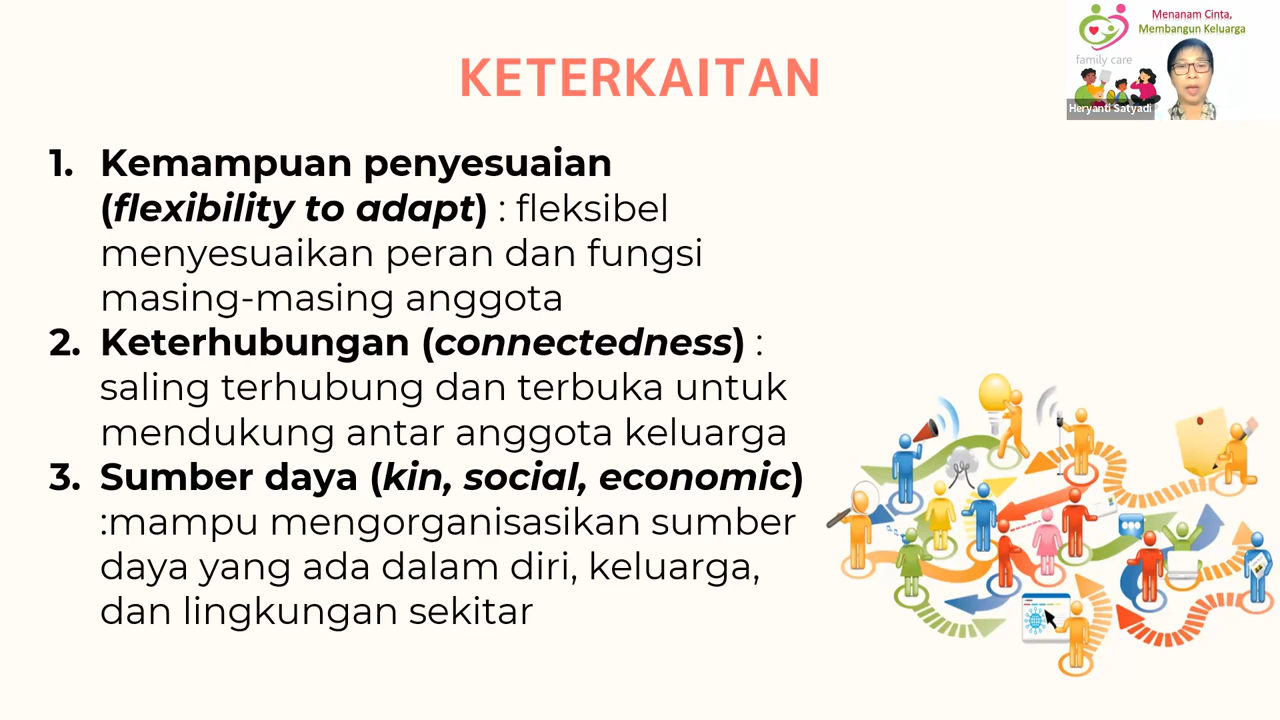 Menanam Cinta,
Membangun Keluarga
family care
Heryanti Satyadi
KETERKAITAN
1. Kemampuan penyesuaian
(flexibility to adapt) : fleksibel
menyesuaikan peran dan fungsi
masing-masing anggota
2. Keterhubungan (connectedness) :
saling terhubung dan terbuka untuk
mendukung antar anggota keluarga
3. Sumber daya (kin, social, economic)
:mampu mengorganisasikan sumber
daya yang ada dalam diri, keluarga,
dan lingkungan sekitar